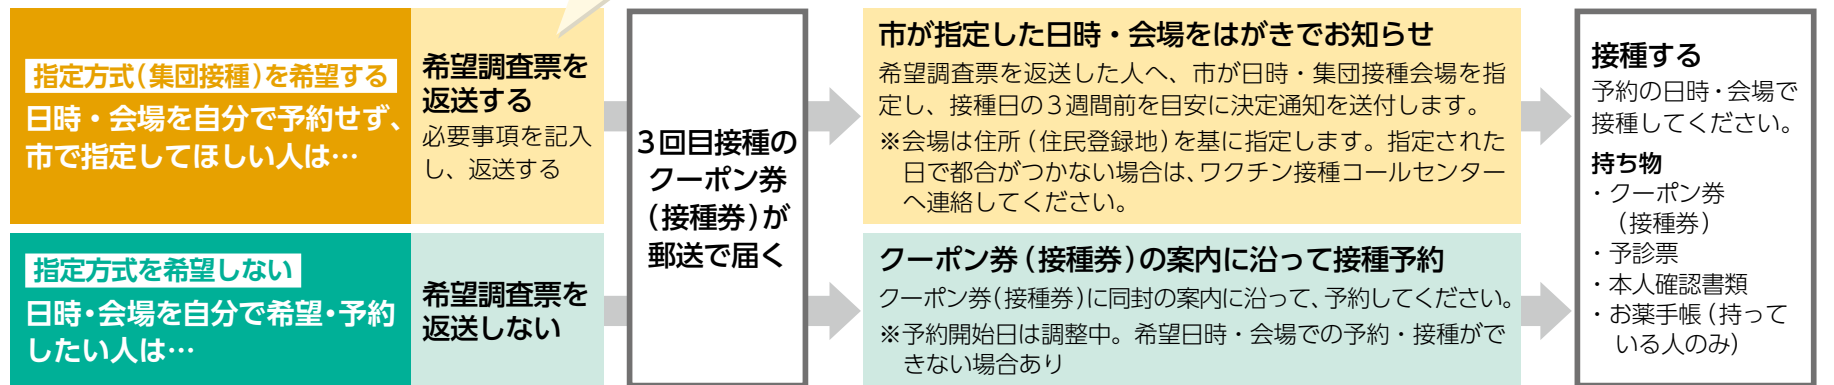 指定方式(集団接種)を希望する
日時・会場を自分で予約せず、
市で指定してほしい人は…
希望調査票を
返送する
必要事項を記入
し、返送する
指定方式を希望しない
日時・会場を自分で希望・予約
したい人は…
希望調査票を
返送しない
3回目接種の
クーポン券
(接種券)が
郵送で届く
市が指定した日時・会場をはがきでお知らせ
希望調査票を返送した人へ、市が日時・集団接種会場を指
定し、接種日の3週間前を目安に決定通知を送付します。
※会場は住所(住民登録地)を基に指定します。指定された
日で都合がつかない場合は、ワクチン接種コールセンター
へ連絡してください。
クーポン券(接種券)の案内に沿って接種予約
クーポン券(接種券)に同封の案内に沿って、予約してください。
※予約開始日は調整中。希望日時・会場での予約・接種がで
きない場合あり
接種する
予約の日時・会場で
接種してください。
持ち物
・クーポン券
(接種券)
・予診票
・本人確認書類
・お薬手帳(持って
いる人のみ)